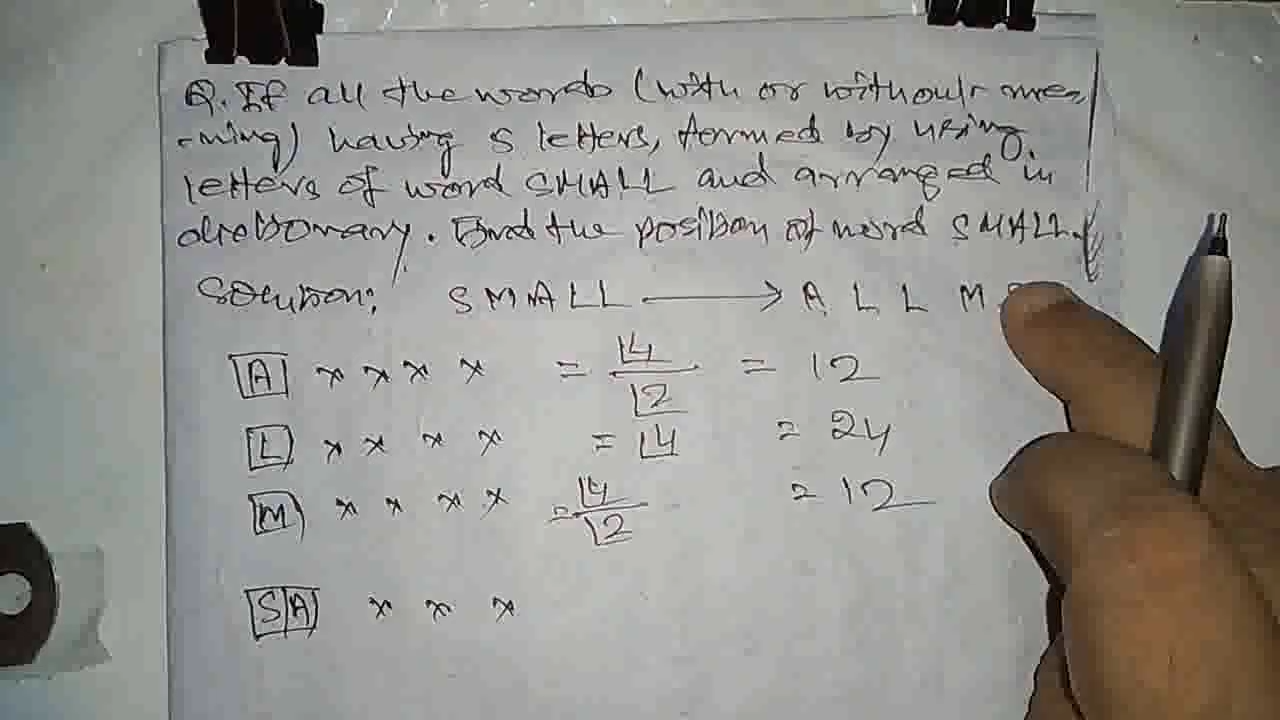 Q. If all the words (with or without mea-
-ning) having 5 letters, formed by using
letters of word SMALL and arranged in
dictionary. Find the position of word SMALL.
Solution: SMALL ⟶ A L L M
A × × × × = |4 / |2 = 12
L × × × × = |4 = 24
M × × × × = |4 / |2 = 12
S A × × ×